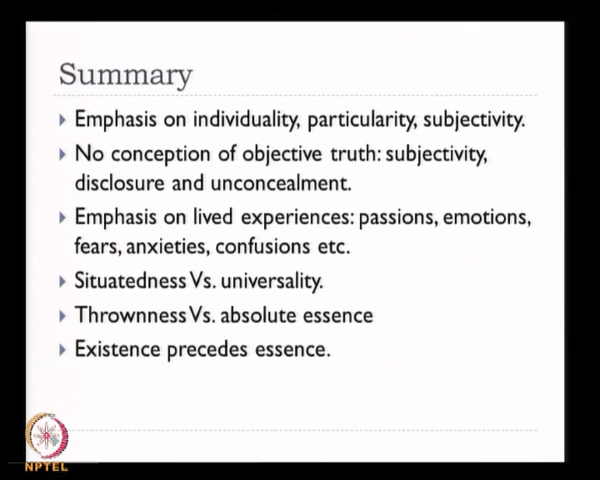 Summary
Emphasis on individuality, particularity, subjectivity.
No conception of objective truth: subjectivity,
disclosure and unconcealment.
Emphasis on lived experiences: passions, emotions,
fears, anxieties, confusions etc.
Situatedness Vs. universality.
Thrownness Vs. absolute essence
Existence precedes essence.
NPTEL